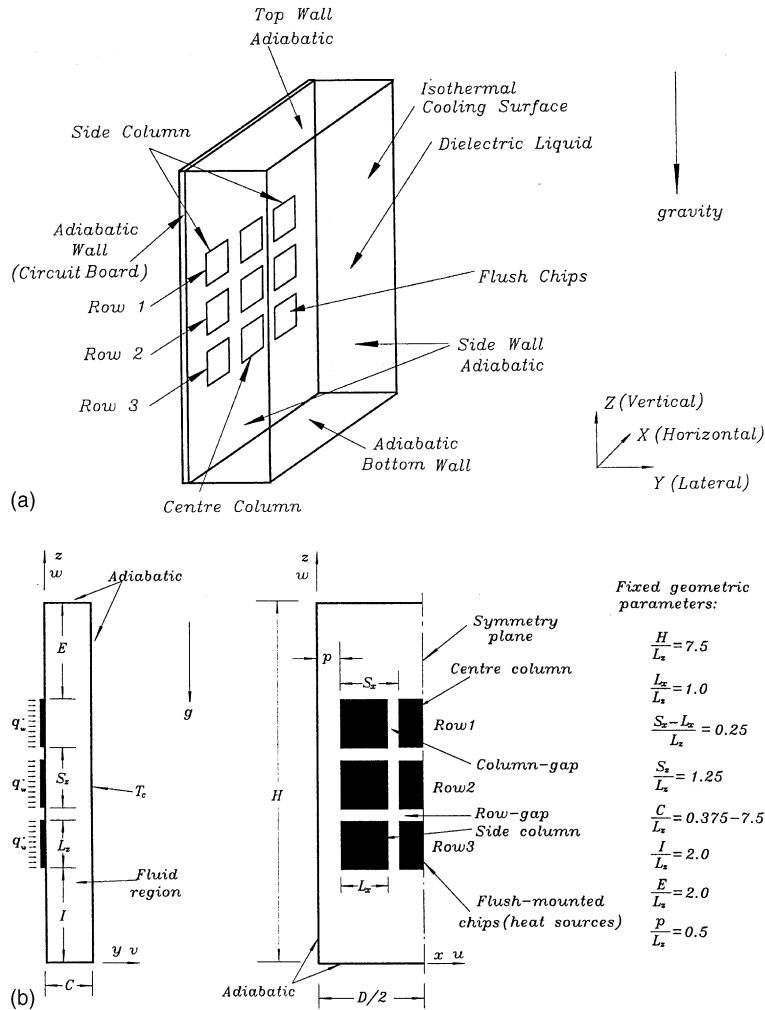 Top Wall
Adiabatic
Isothermal
Cooling Surface
Side Column
Dielectric Liquid
gravity
Adiabatic
Wall
(Circuit Board)
Row 1
Flush Chips
Row 2
Side Wall
Adiabatic
Row 3
Z (Vertical)
X (Horizontal)
Adiabatic
Bottom Wall
Y (Lateral)
(a)
Centre Column
z
w
Adiabatic
z
w
Fixed geometric
parameters:
E
Symmetry
plane
H/L_z = 7.5
p
g
S_x
Centre column
L_x/L_z = 1.0
q″_w
Row1
(S_x − L_x)/L_z = 0.25
Column-gap
q″_w
S_z
T_c
H
Row2
S_z/L_z = 1.25
Row-gap
Side column
C/L_z = 0.375−7.5
q″_w
L_z
Row3
I/L_z = 2.0
Fluid
region
L_x
Flush-mounted
chips (heat sources)
E/L_z = 2.0
I
p/L_z = 0.5
y v
x u
C
Adiabatic
D/2
(b)